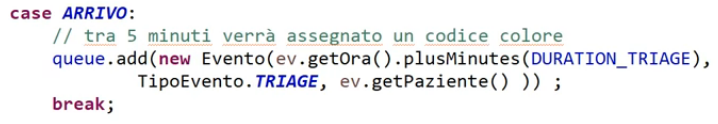 case ARRIVO:
// tra 5 minuti verrà assegnato un codice colore
queue.add(new Evento(ev.getOra().plusMinutes(DURATION_TRIAGE),
TipoEvento.TRIAGE, ev.getPaziente() )) ;
break;